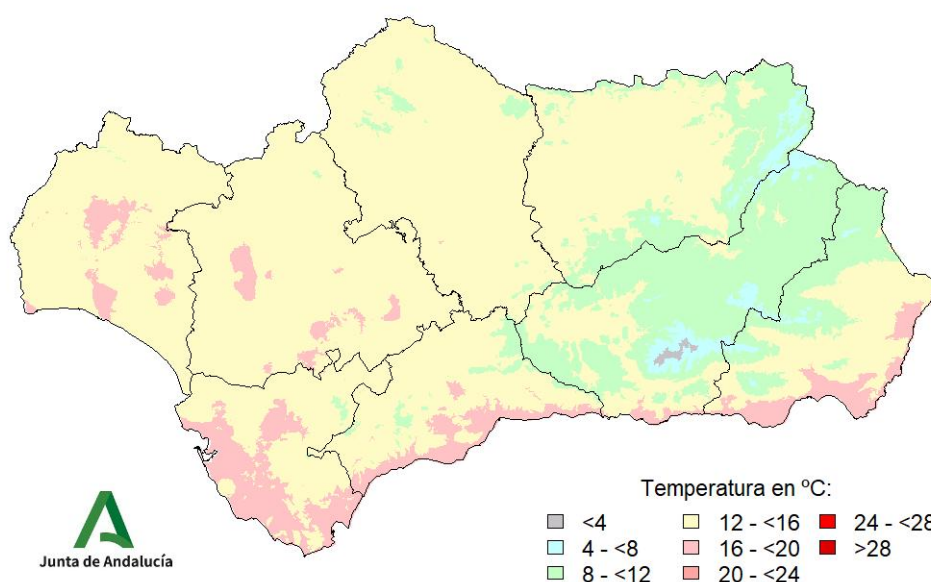 Temperatura en ºC:
<4
12 - <16
24 - <28
4 - <8
16 - <20
>28
8 - <12
20 - <24
Junta de Andalucía